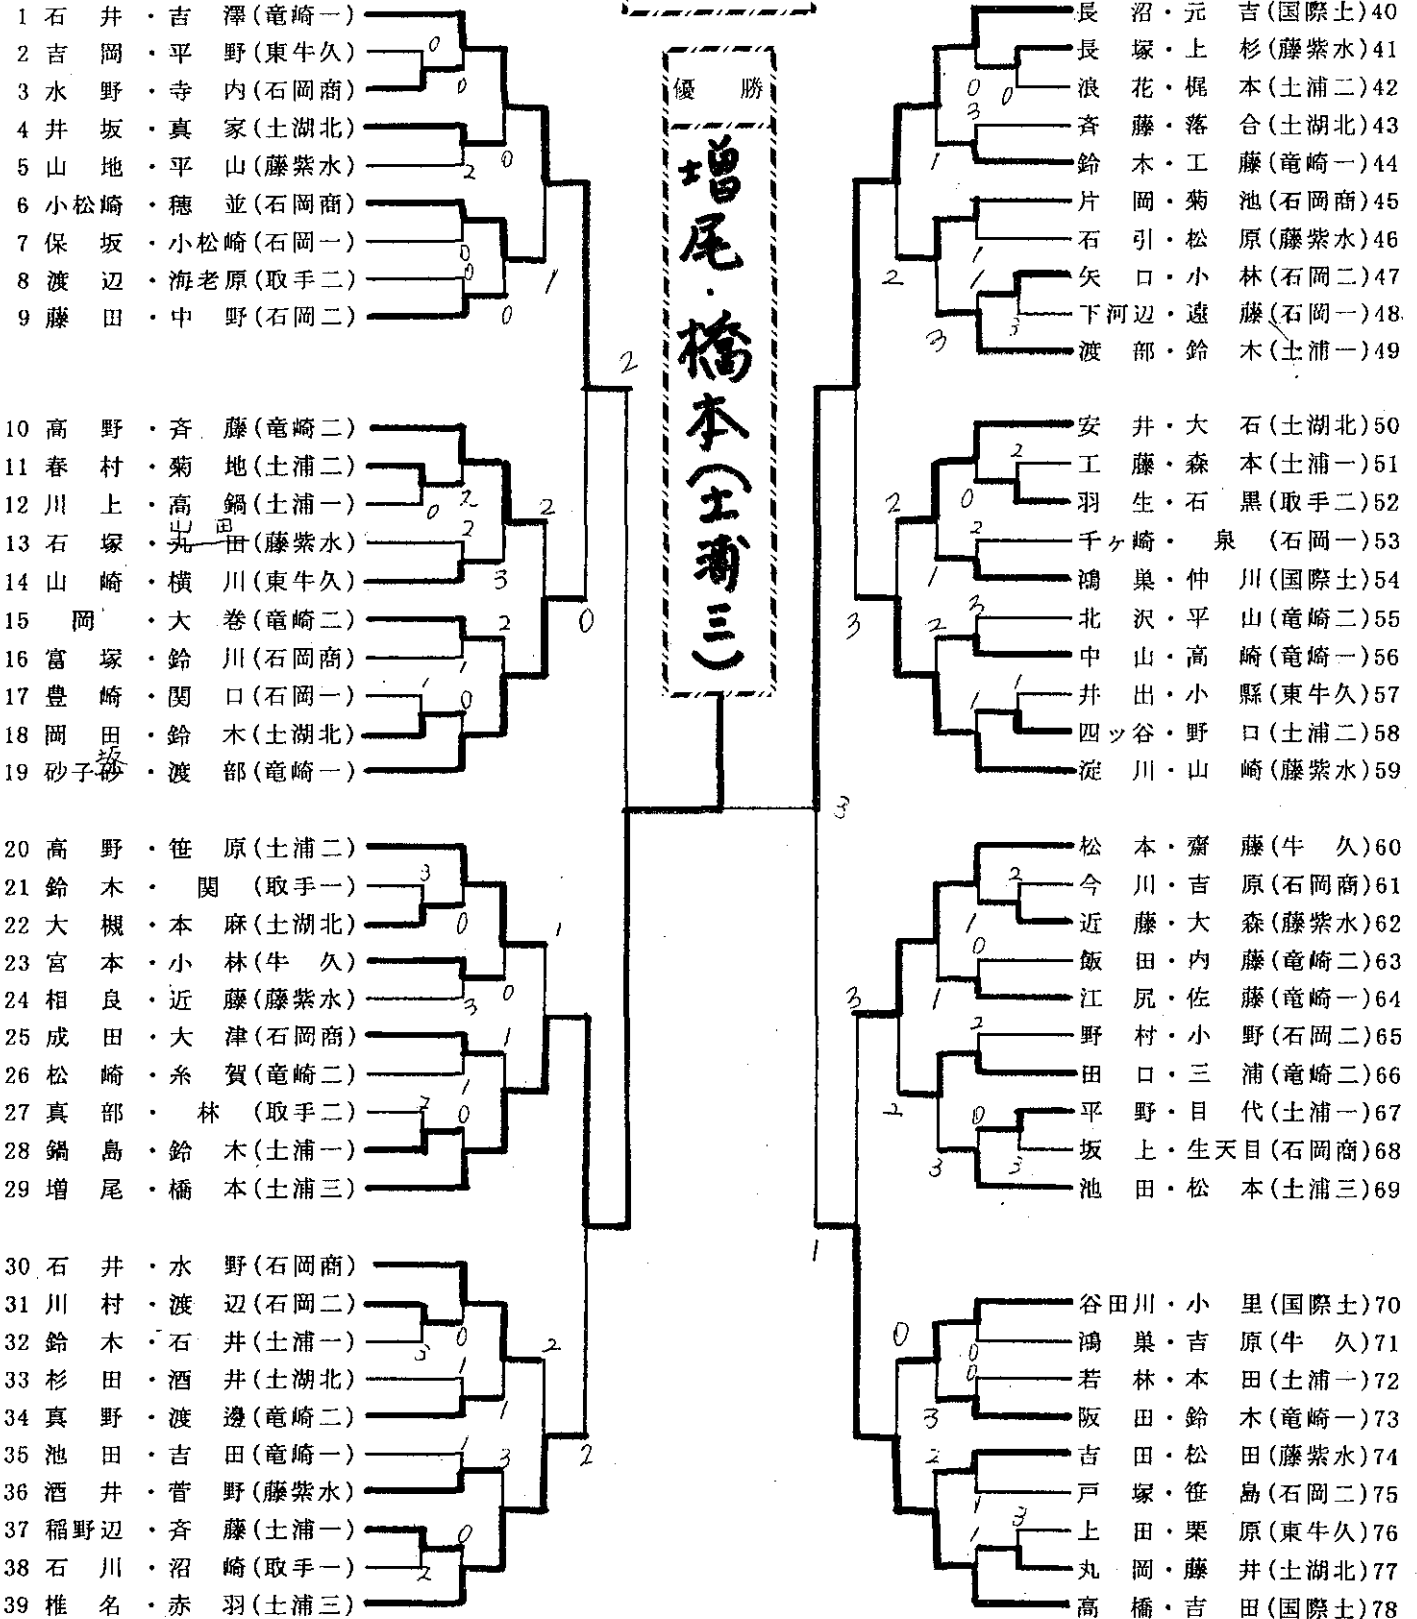 1 石井・吉澤(竜崎一)
2 吉岡・平野(東牛久)
3 水野・寺内(石岡商)
4 井坂・真家(土湖北)
5 山地・平山(藤紫水)
6 小松崎・穂並(石岡商)
7 保坂・小松崎(石岡一)
8 渡辺・海老原(取手二)
9 藤田・中野(石岡二)
10 高野・斉藤(竜崎二)
11 春村・菊地(土浦二)
12 川上・高鍋(土浦一)
山田
13 石塚・丸田(藤紫水)
14 山崎・横川(東牛久)
15 岡・大巻(竜崎二)
16 富塚・鈴川(石岡商)
17 豊崎・関口(石岡一)
18 岡田・鈴木(土湖北)
坂
19 砂子砂・渡部(竜崎一)
20 高野・笹原(土浦二)
21 鈴木・関(取手一)
22 大槻・本麻(土湖北)
23 宮本・小林(牛久)
24 相良・近藤(藤紫水)
25 成田・大津(石岡商)
26 松崎・糸賀(竜崎二)
27 真部・林(取手二)
28 鍋島・鈴木(土浦一)
29 増尾・橋本(土浦三)
30 石井・水野(石岡商)
31 川村・渡辺(石岡二)
32 鈴木・石井(土浦一)
33 杉田・酒井(土湖北)
34 真野・渡邊(竜崎二)
35 池田・吉田(竜崎一)
36 酒井・菅野(藤紫水)
37 稲野辺・斉藤(土浦一)
38 石川・沼崎(取手一)
39 椎名・赤羽(土浦三)
優勝
増尾・橋本(土浦三)
長沼・元吉(国際土)40
長塚・上杉(藤紫水)41
浪花・梶本(土浦二)42
斉藤・落合(土湖北)43
鈴木・工藤(竜崎一)44
片岡・菊池(石岡商)45
石引・松原(藤紫水)46
矢口・小林(石岡二)47
下河辺・遠藤(石岡一)48
渡部・鈴木(土浦一)49
安井・大石(土湖北)50
工藤・森本(土浦一)51
羽生・石黒(取手二)52
千ヶ崎・泉(石岡一)53
鴻巣・仲川(国際土)54
北沢・平山(竜崎二)55
中山・高崎(竜崎一)56
井出・小縣(東牛久)57
四ッ谷・野口(土浦二)58
淀川・山崎(藤紫水)59
松本・齋藤(牛久)60
今川・吉原(石岡商)61
近藤・大森(藤紫水)62
飯田・内藤(竜崎二)63
江尻・佐藤(竜崎一)64
野村・小野(石岡二)65
田口・三浦(竜崎二)66
平野・目代(土浦一)67
坂上・生天目(石岡商)68
池田・松本(土浦三)69
谷田川・小里(国際土)70
鴻巣・吉原(牛久)71
若林・本田(土浦一)72
阪田・鈴木(竜崎一)73
吉田・松田(藤紫水)74
戸塚・笹島(石岡二)75
上田・栗原(東牛久)76
丸岡・藤井(土湖北)77
高橋・吉田(国際土)78